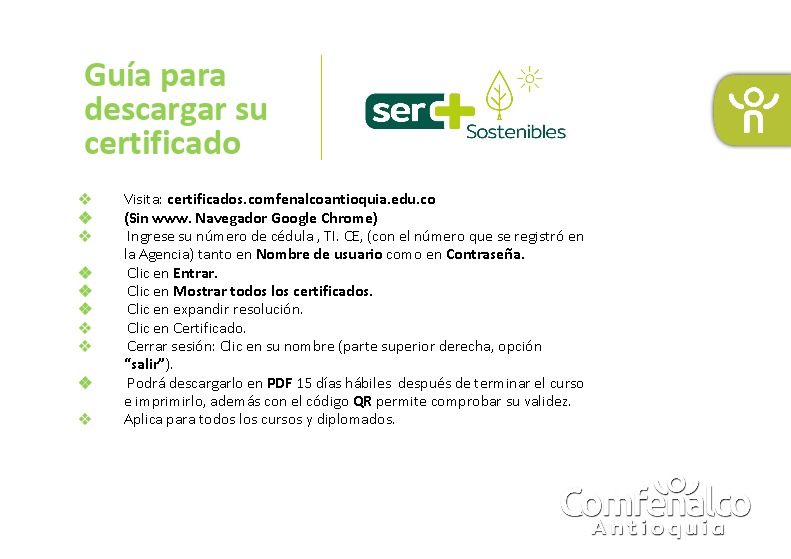 Guía para
descargar su
certificado
ser+
Sostenibles
❖ Visita: certificados.comfenalcoantioquia.edu.co
❖ (Sin www. Navegador Google Chrome)
❖ Ingrese su número de cédula , TI. CE, (con el número que se registró en
la Agencia) tanto en Nombre de usuario como en Contraseña.
❖ Clic en Entrar.
❖ Clic en Mostrar todos los certificados.
❖ Clic en expandir resolución.
❖ Clic en Certificado.
❖ Cerrar sesión: Clic en su nombre (parte superior derecha, opción
“salir”).
❖ Podrá descargarlo en PDF 15 días hábiles después de terminar el curso
e imprimirlo, además con el código QR permite comprobar su validez.
❖ Aplica para todos los cursos y diplomados.
Comfenalco
Antioquia